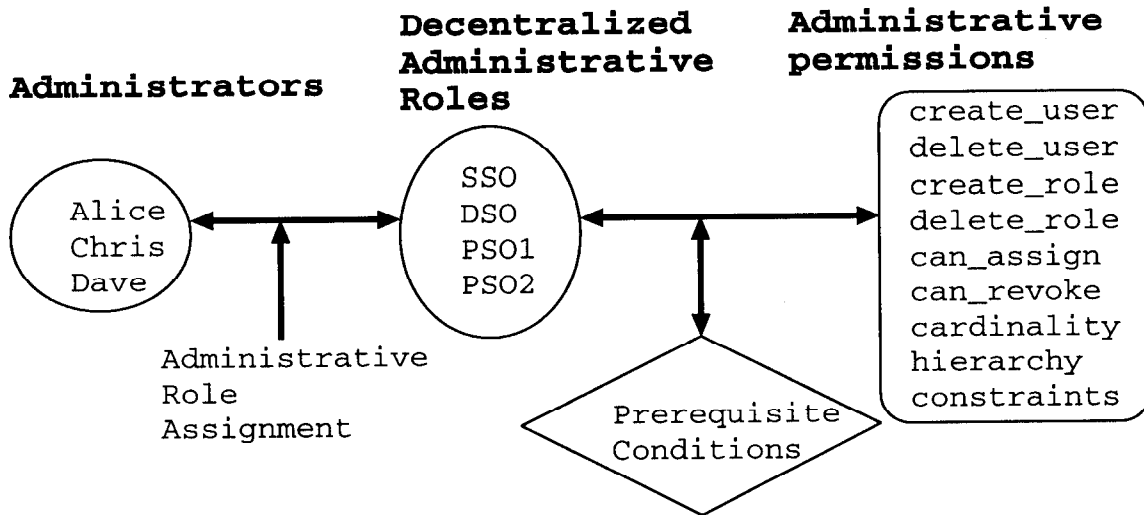 Administrators
Decentralized
Administrative
Roles
Administrative
permissions
Alice
Chris
Dave
SSO
DSO
PSO1
PSO2
create_user
delete_user
create_role
delete_role
can_assign
can_revoke
cardinality
hierarchy
constraints
Administrative
Role
Assignment
Prerequisite
Conditions